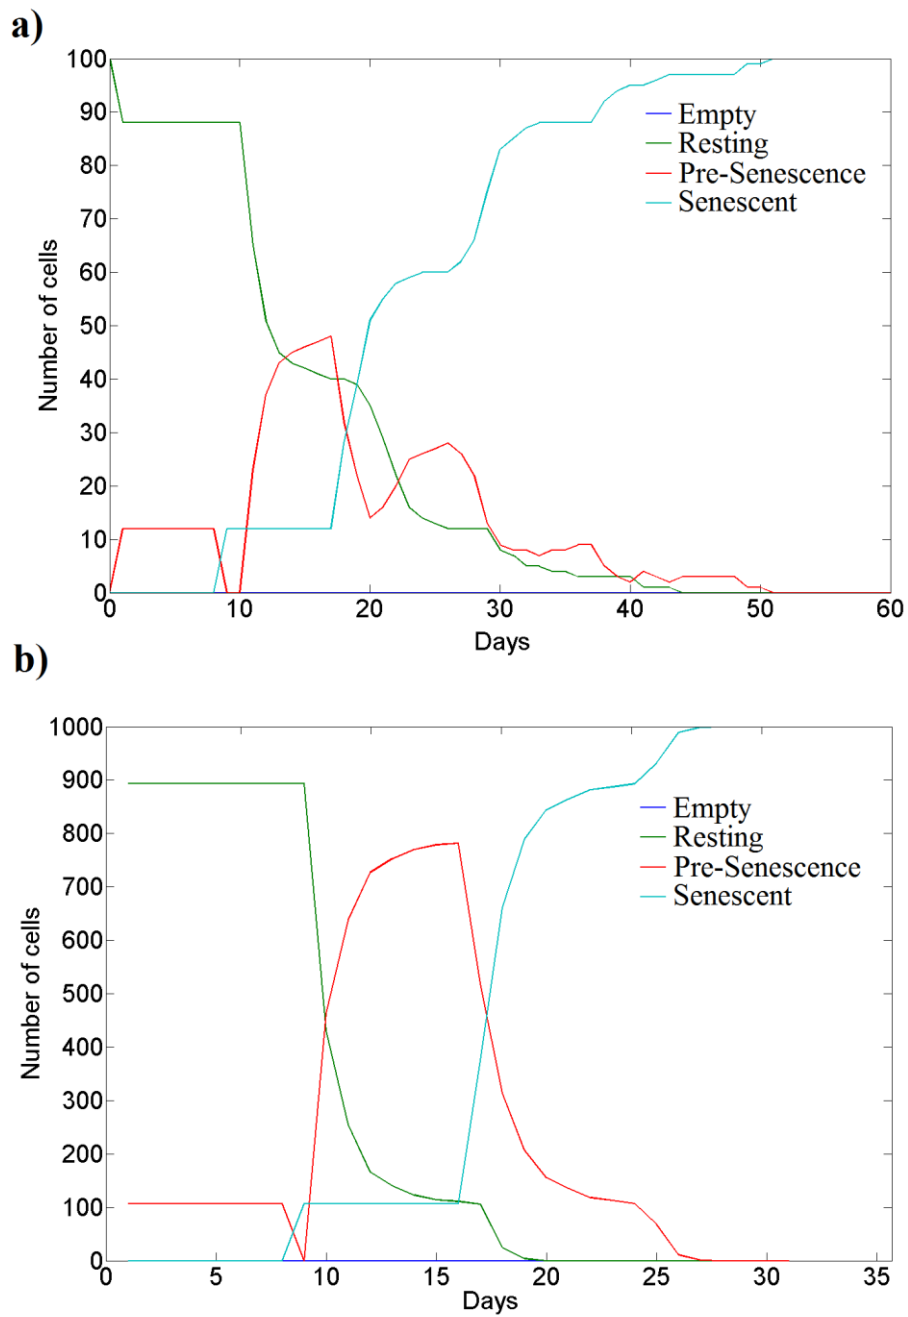 a)
100
90
80
70
60
50
40
30
20
10
0
Number of cells
Empty
Resting
Pre-Senescence
Senescent
0 10 20 30 40 50 60
Days
b)
1000
900
800
700
600
500
400
300
200
100
0
Number of cells
Empty
Resting
Pre-Senescence
Senescent
0 5 10 15 20 25 30 35
Days